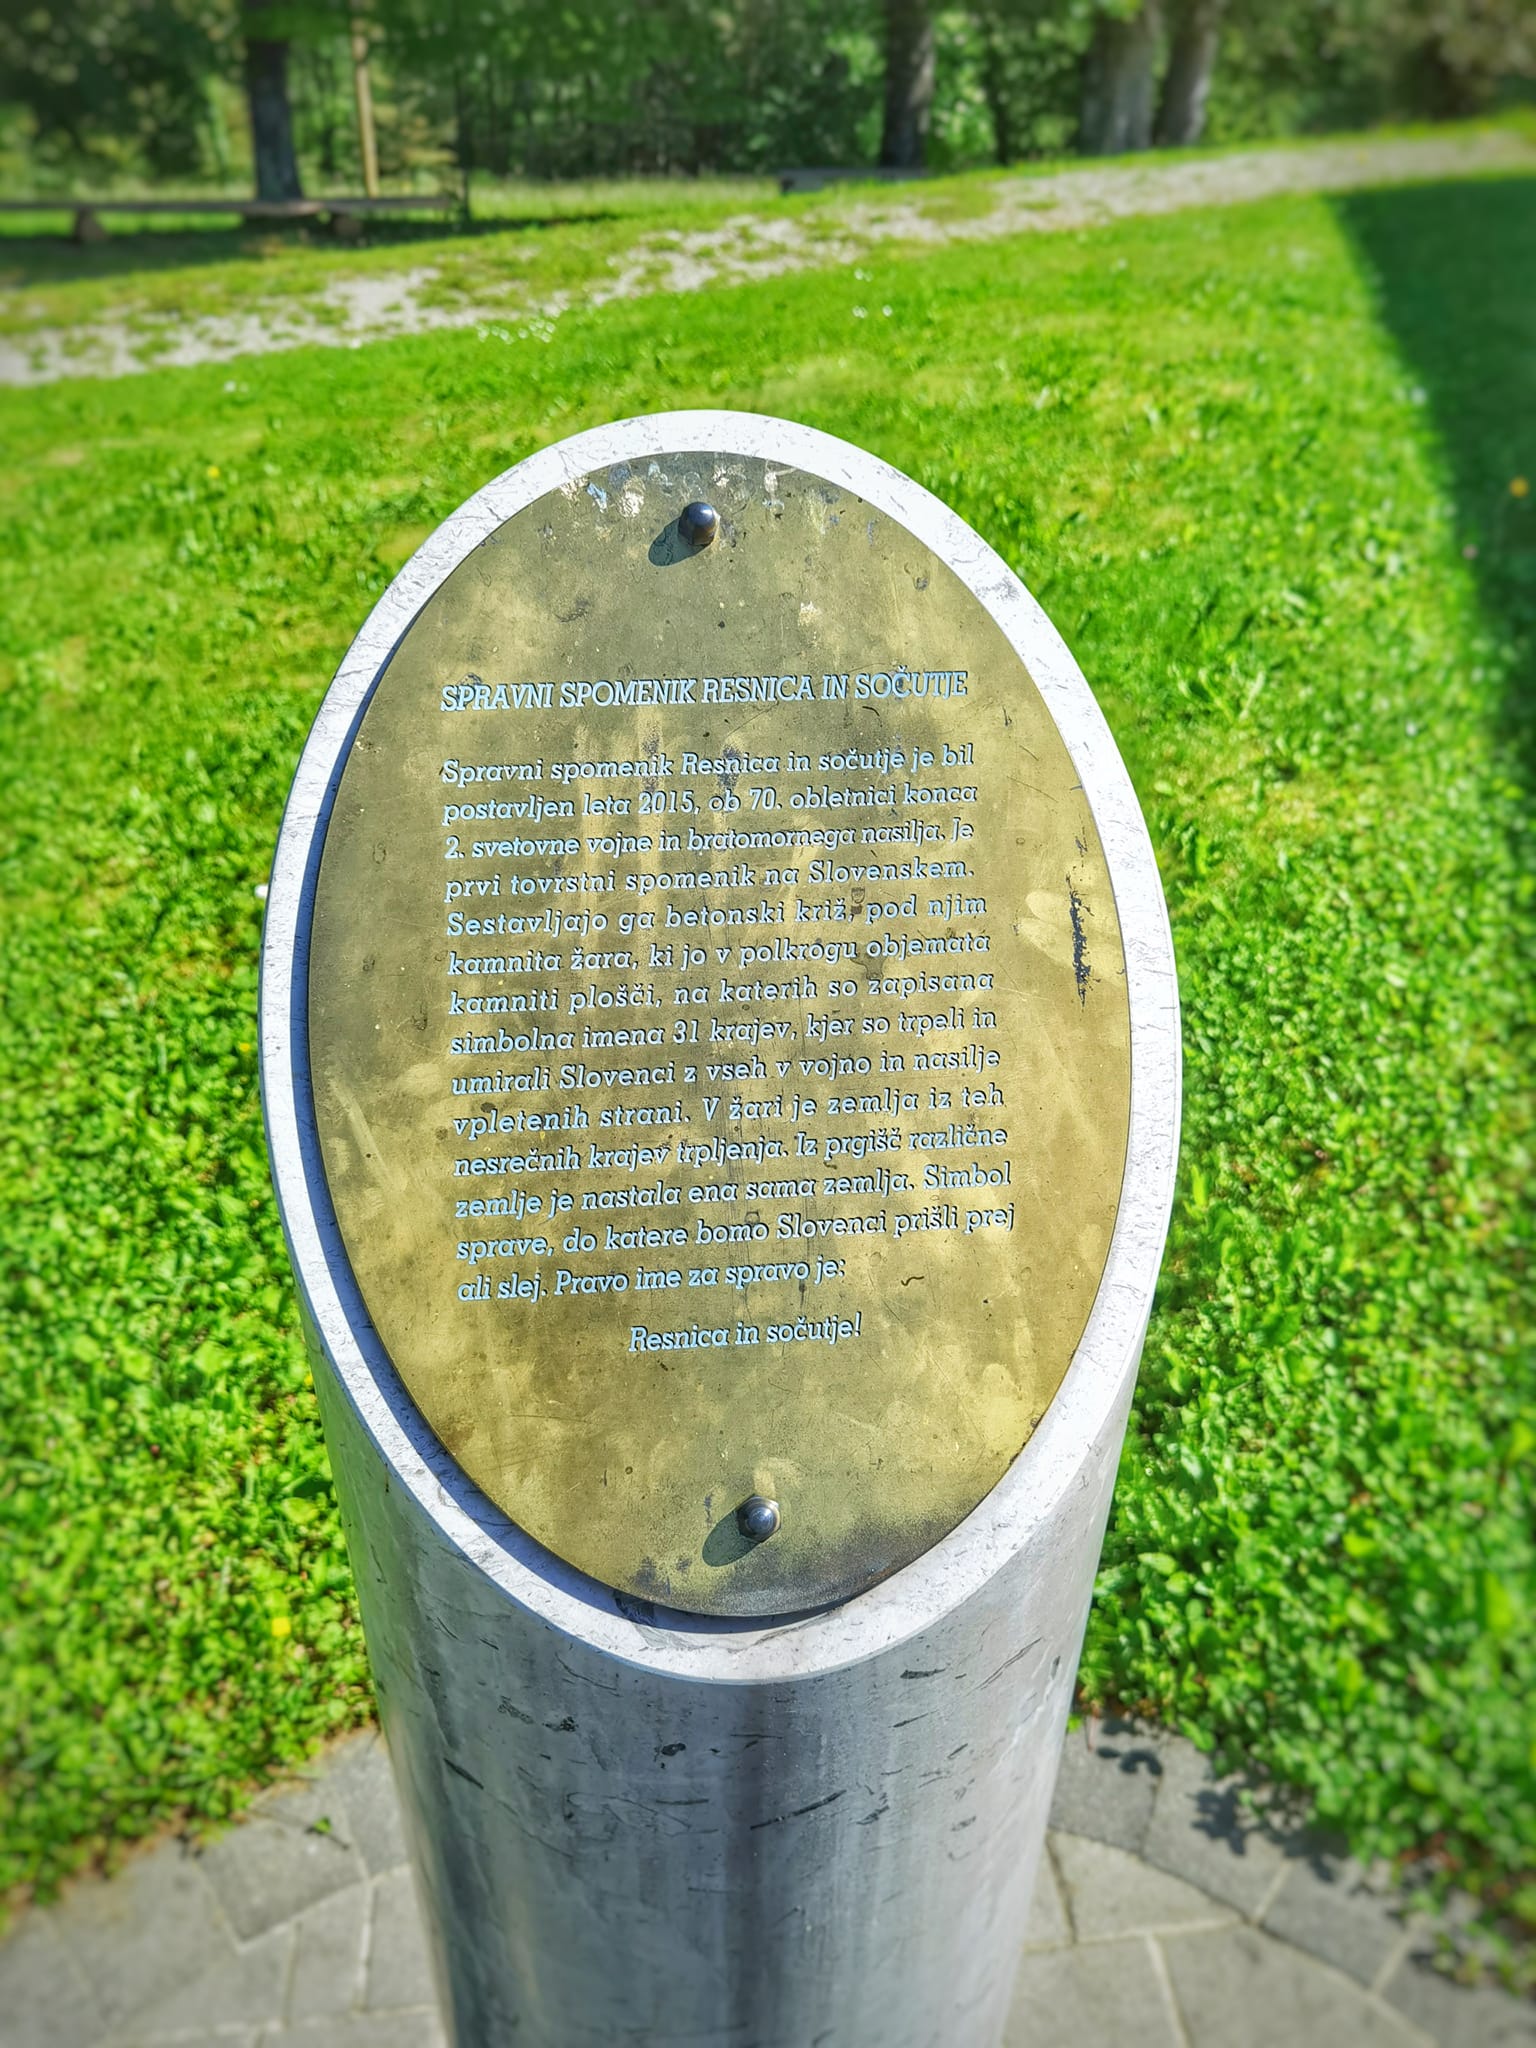 SPRAVNI SPOMENIK RESNICA IN SOČUTJE
Spravni spomenik Resnica in sočutje je bil
postavljen leta 2015, ob 70. obletnici konca
2. svetovne vojne in bratomornega nasilja. Je
prvi tovrstni spomenik na Slovenskem.
Sestavljajo ga betonski križ, pod njim
kamnita žara, ki jo v polkrogu objemata
kamniti plošči, na katerih so zapisana
simbolna imena 31 krajev, kjer so trpeli in
umirali Slovenci z vseh v vojno in nasilje
vpletenih strani. V žari je zemlja iz teh
nesrečnih krajev trpljenja. Iz prgišč različne
zemlje je nastala ena sama zemlja. Simbol
sprave, do katere bomo Slovenci prišli prej
ali slej. Pravo ime za spravo je:
Resnica in sočutje!